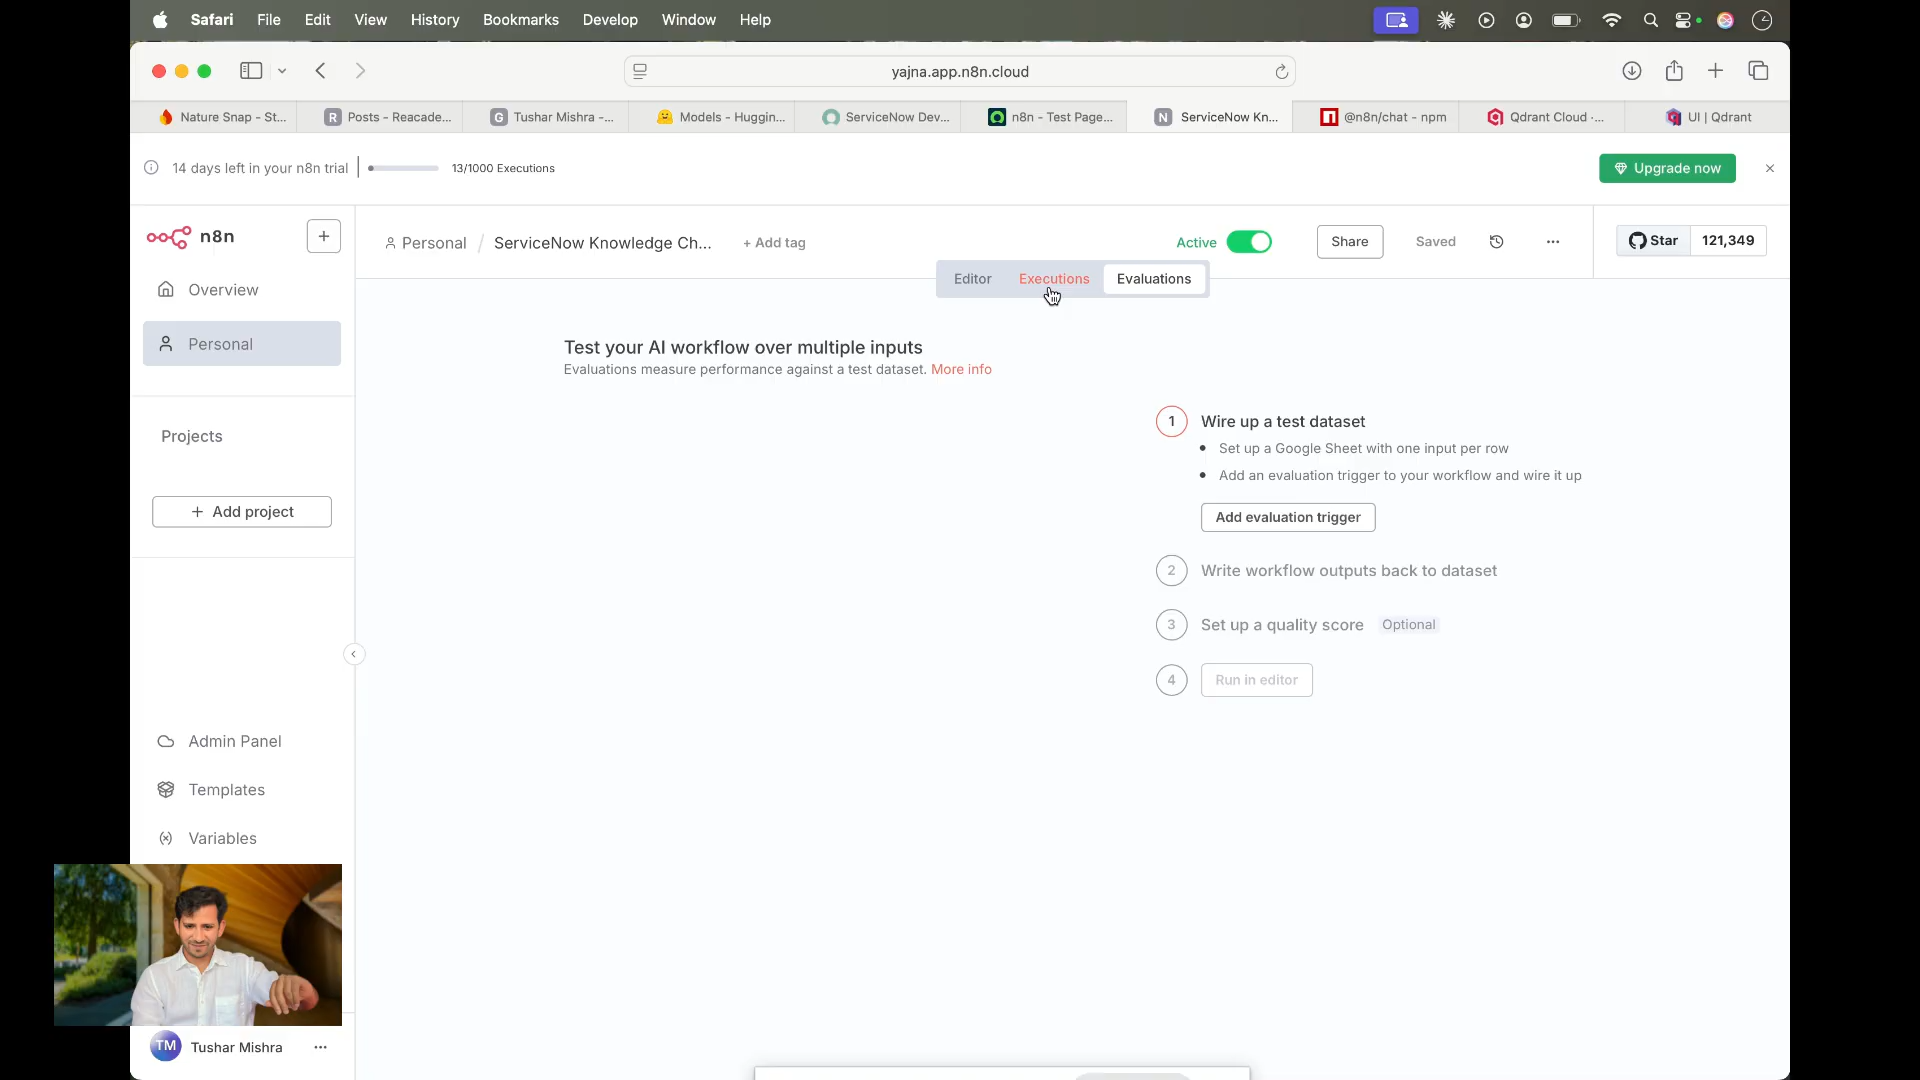 Safari File Edit View History Bookmarks Develop Window Help
yajna.app.n8n.cloud
Nature Snap - St...
R Posts - Reacade...
G Tushar Mishra -...
Models - Huggin...
ServiceNow Dev...
n8n - Test Page...
N ServiceNow Kn...
@n8n/chat - npm
Qdrant Cloud -...
UI | Qdrant
14 days left in your n8n trial
13/1000 Executions
Upgrade now
n8n
Personal / ServiceNow Knowledge Ch... + Add tag
Active
Share
Saved
Star 121,349
Editor Executions Evaluations
Overview
Personal
Projects
+ Add project
Admin Panel
Templates
Variables
TM Tushar Mishra
Test your AI workflow over multiple inputs
Evaluations measure performance against a test dataset. More info
1 Wire up a test dataset
• Set up a Google Sheet with one input per row
• Add an evaluation trigger to your workflow and wire it up
Add evaluation trigger
2 Write workflow outputs back to dataset
3 Set up a quality score Optional
4 Run in editor